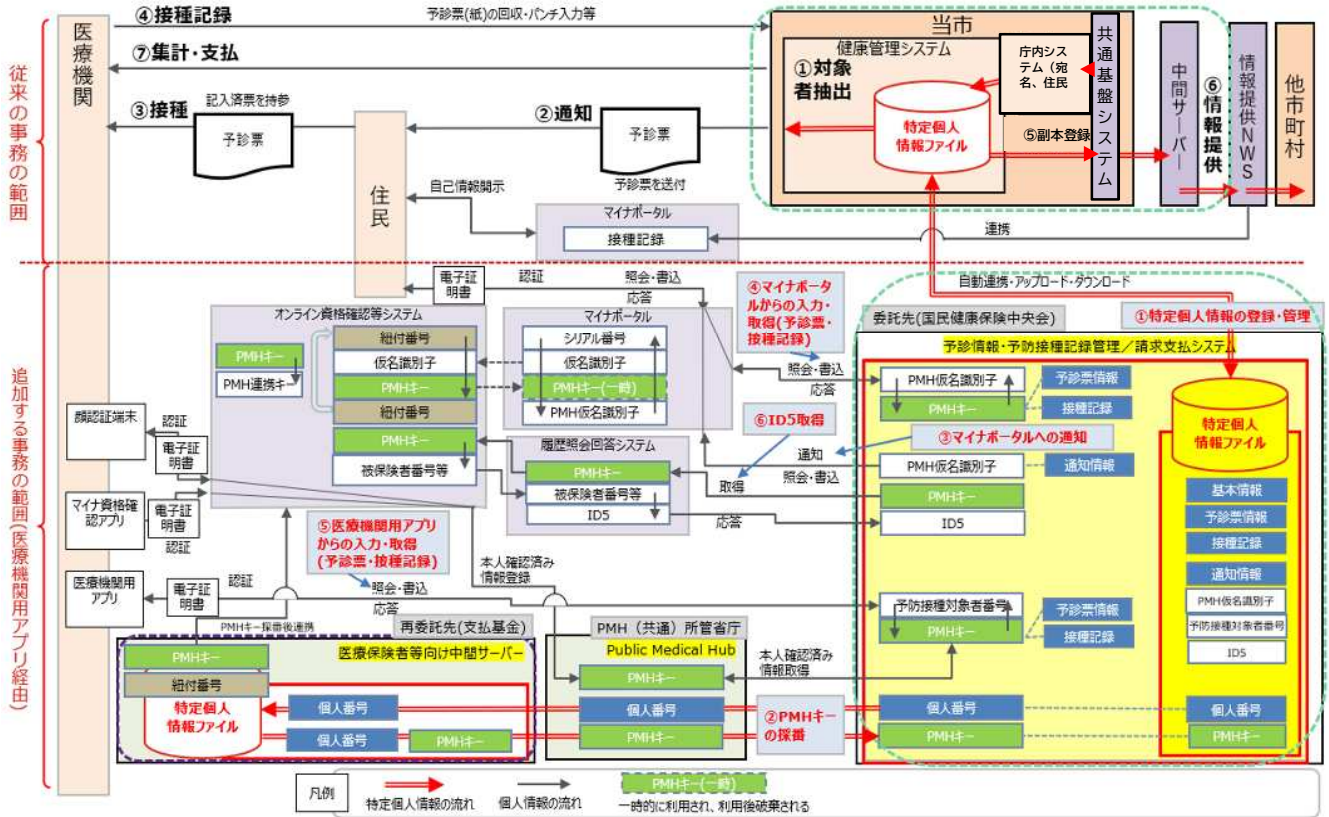 従来の事務の範囲
医療機関
④接種記録
予診票(紙)の回収・パンチ入力等
⑦集計・支払
③接種
記入済票を持参
予診票
住民
②通知
予診票
予診票を送付
自己情報開示
マイナポータル
接種記録
連携
当市
健康管理システム
①対象
者抽出
特定個人
情報ファイル
庁内シス
テム（宛
名、住民
共通基盤システム
⑤副本登録
中間サーバー
⑥情報提供
情報提供NWS
他市町村
追加する事務の範囲(医療機関用アプリ経由)
電子証
明書
認証
照会・書込
応答
④マイナポータ
ルからの入力・
取得(予診票・
接種記録)
自動連携・アップロード・ダウンロード
委託先(国民健康保険中央会)
①特定個人情報の登録・管理
オンライン資格確認等システム
PMHキー
PMH連携キー
紐付番号
仮名識別子
PMHキー
紐付番号
PMHキー
被保険者番号等
マイナポータル
シリアル番号
仮名識別子
PMHキー(一時)
PMH仮名識別子
照会・書込
応答
予診情報・予防接種記録管理／請求支払システム
PMH仮名識別子
PMHキー
予診票情報
接種記録
特定個人
情報ファイル
顔認証端末
認証
電子証
明書
⑥ID5取得
③マイナポータルへの通知
履歴照会回答システム
PMHキー
被保険者番号等
ID5
通知
照会・書込
取得
応答
PMH仮名識別子
通知情報
PMHキー
ID5
基本情報
予診票情報
接種記録
通知情報
PMH仮名識別子
予防接種対象者番号
ID5
マイナ資格確
認アプリ
電子証
明書
認証
⑤医療機関用アプリ
からの入力・取得
(予診票・接種記録)
本人確認済み
情報登録
医療機関用
アプリ
認証
電子証
明書
照会・書込
応答
予防接種対象者番号
PMHキー
予診票情報
接種記録
PMHキー採番後連携
再委託先(支払基金)
医療保険者等向け中間サーバー
PMHキー
紐付番号
特定個人
情報ファイル
個人番号
個人番号
PMHキー
PMH（共通）所管省庁
Public Medical Hub
PMHキー
個人番号
PMHキー
本人確認済み
情報取得
②PMHキー
の採番
個人番号
PMHキー
個人番号
PMHキー
凡例
特定個人情報の流れ
個人情報の流れ
PMHキー(一時)
一時的に利用され、利用後破棄される